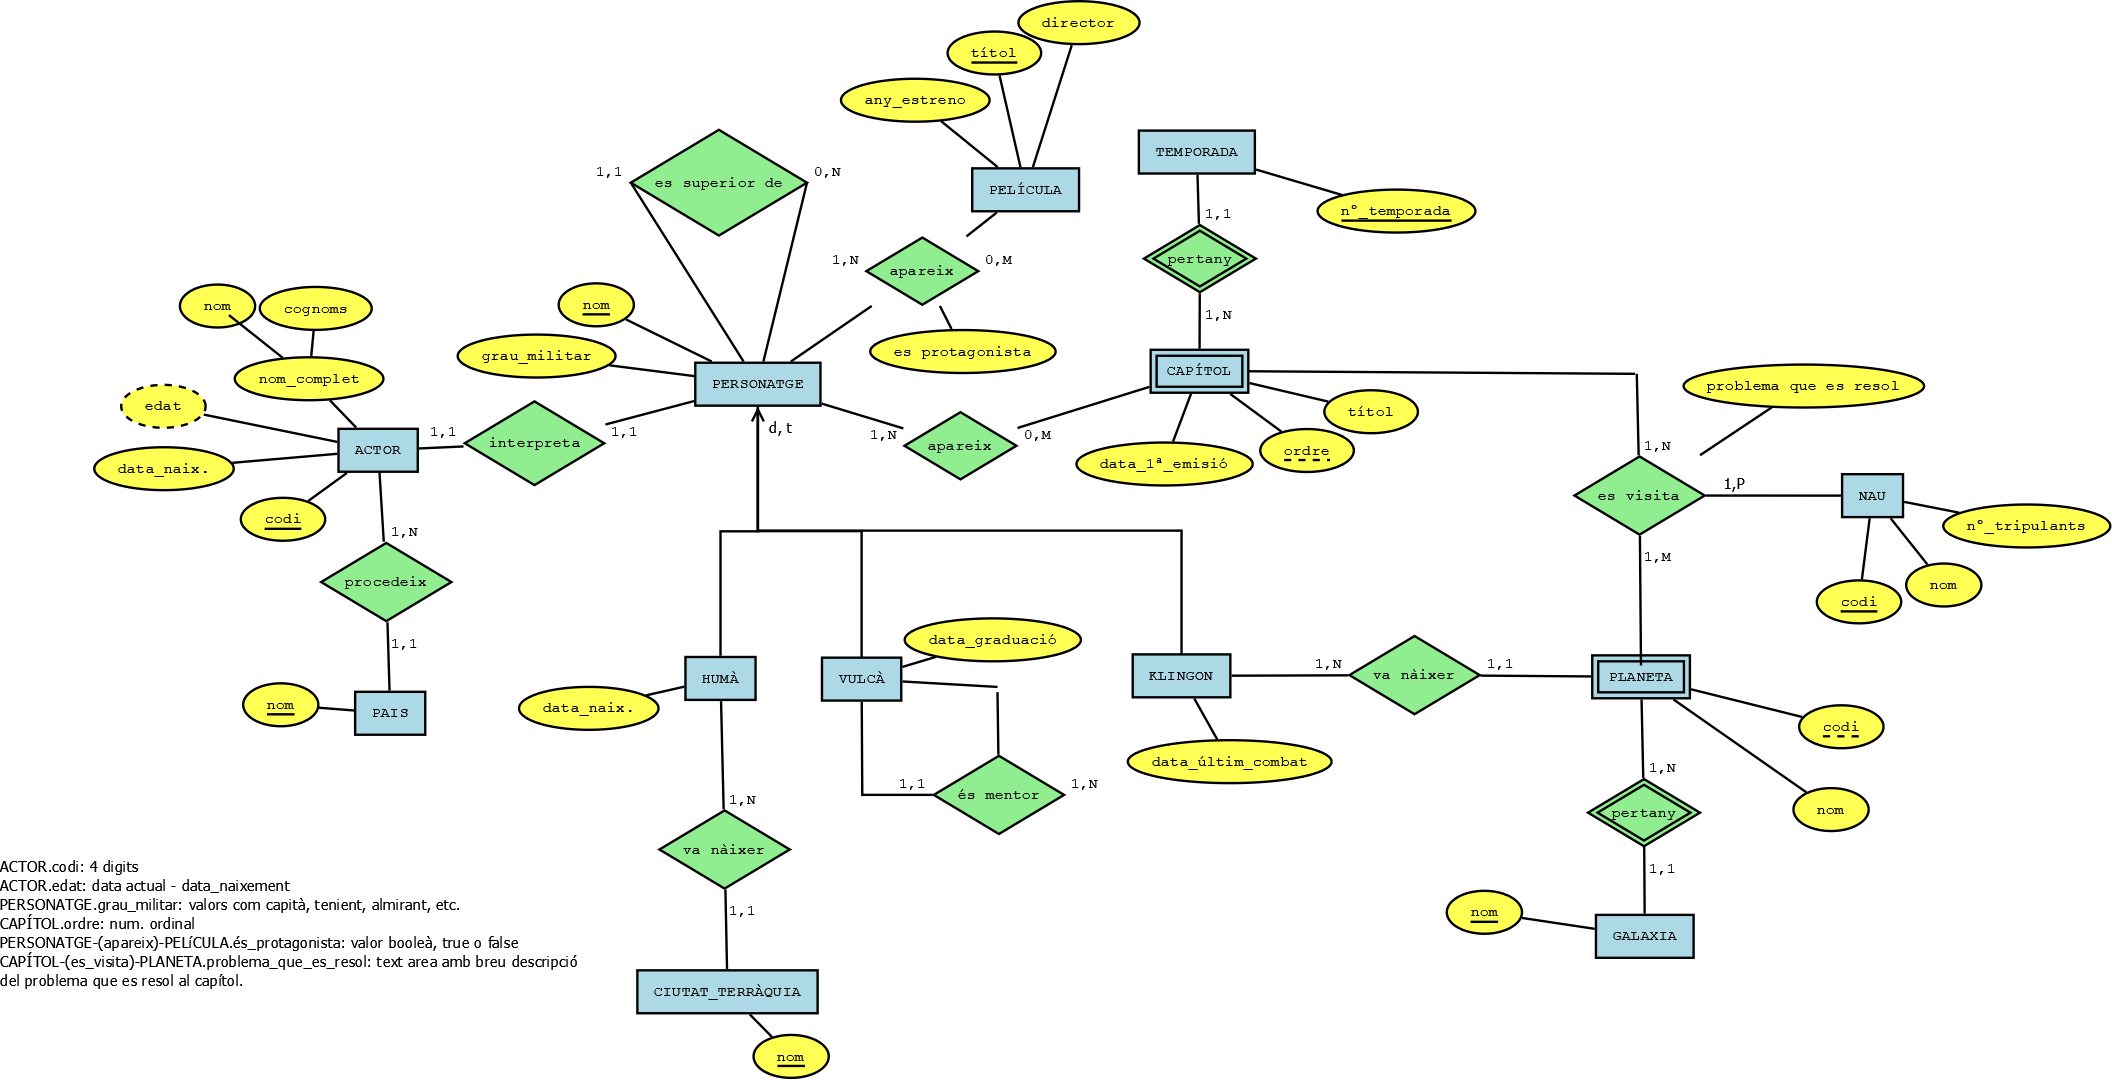 director
títol
any_estreno
TEMPORADA
1,1
es superior de
0,N
PELÍCULA
n°_temporada
1,1
pertany
1,N
apareix
0,M
nom
cognoms
nom
1,N
es protagonista
grau_militar
nom_complet
PERSONATGE
CAPÍTOL
problema que es resol
edat
títol
d,t
1,1
interpreta
1,1
1,N
apareix
0,M
1,N
ACTOR
ordre
data_naix.
data_1ª_emisió
1,P
es visita
NAU
codi
n°_tripulants
1,N
1,M
procedeix
nom
codi
1,1
data_graduació
1,N
va nàixer
1,1
HUMÀ
VULCÀ
KLINGON
PLANETA
nom
PAIS
data_naix.
codi
data_últim_combat
1,N
1,1
és mentor
1,N
1,N
nom
pertany
va nàixer
ACTOR.codi: 4 digits
1,1
ACTOR.edat: data actual - data_naixement
PERSONATGE.grau_militar: valors com capità, tenient, almirant, etc.
1,1
nom
CAPÍTOL.ordre: num. ordinal
GALAXIA
PERSONATGE-(apareix)-PELíCULA.és_protagonista: valor booleà, true o false
CAPÍTOL-(es_visita)-PLANETA.problema_que_es_resol: text area amb breu descripció
del problema que es resol al capítol.
CIUTAT_TERRÀQUIA
nom